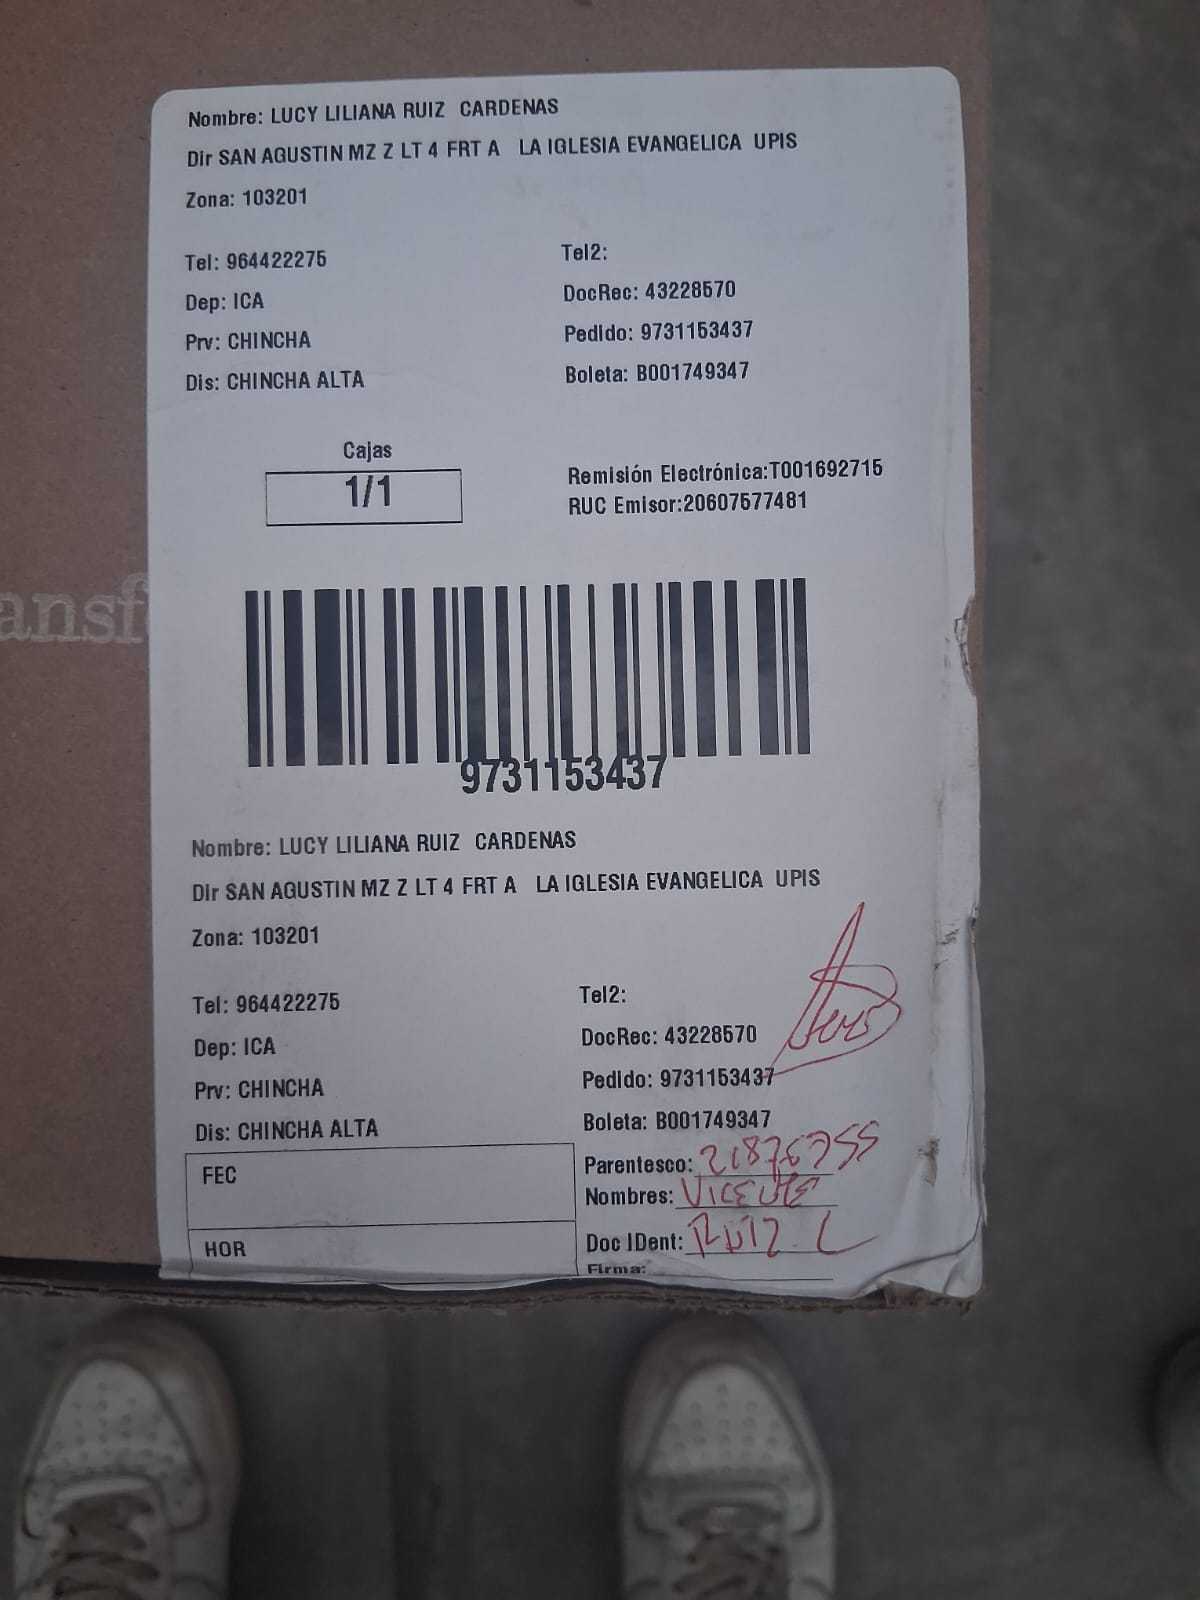 Nombre: LUCY LILIANA RUIZ CARDENAS
Dir SAN AGUSTIN MZ Z LT 4 FRT A LA IGLESIA EVANGELICA UPIS
Zona: 103201
Tel: 964422275
Tel2:
Dep: ICA
DocRec: 43228570
Prv: CHINCHA
Pedido: 9731153437
Dis: CHINCHA ALTA
Boleta: B001749347
Cajas
1/1
Remisión Electrónica:T001692715
RUC Emisor:20607577481
ansf
9731153437
Nombre: LUCY LILIANA RUIZ CARDENAS
Dir SAN AGUSTIN MZ Z LT 4 FRT A LA IGLESIA EVANGELICA UPIS
Zona: 103201
Tel: 964422275
Tel2:
Dep: ICA
DocRec: 43228570
Prv: CHINCHA
Pedido: 9731153437
Dis: CHINCHA ALTA
Boleta: B001749347
FEC
Parentesco:
Nombres: VICENTE
HOR
Doc IDent: RUIZ C
Firma: